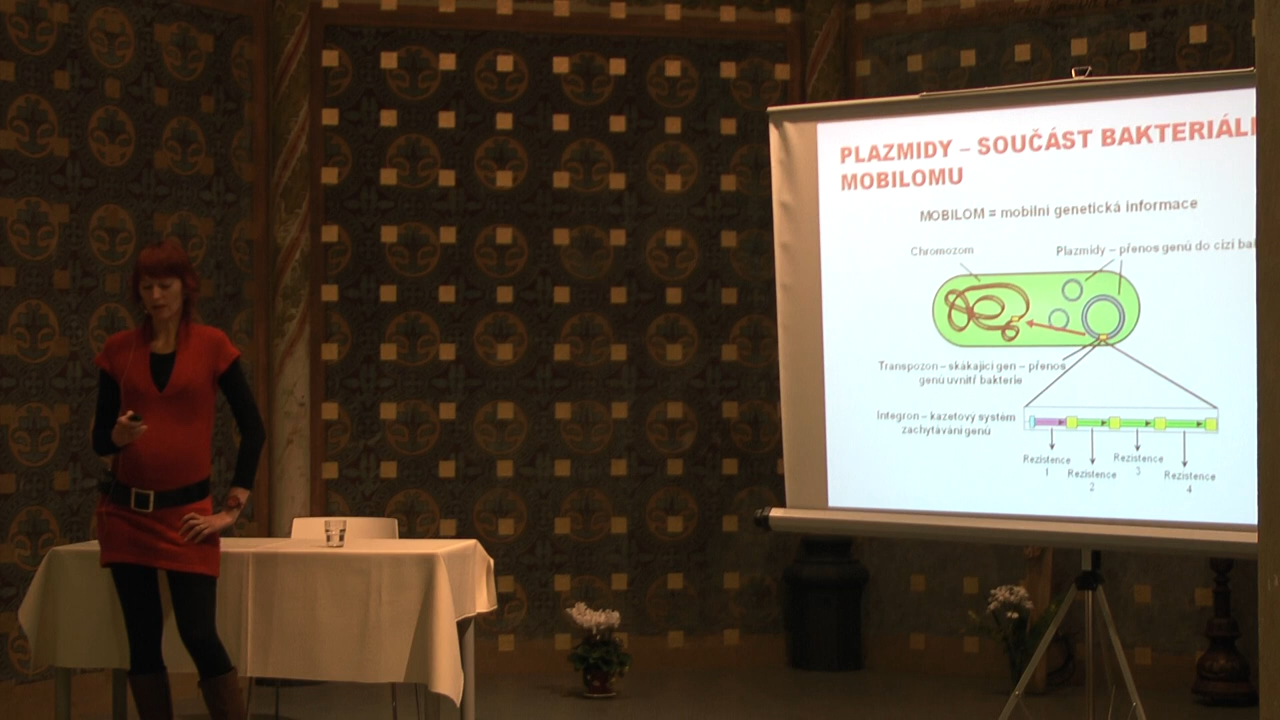 PLAZMIDY – SOUČÁST BAKTERIÁL
MOBILOMU
MOBILOM = mobilní genetická informace
Chromozom
Plazmidy – přenos genů do cizí bak
Transpozon – skákající gen – přenos
genů uvnitř bakterie
Integron – kazetový systém
zachytávání genů
Rezistence
1
Rezistence
2
Rezistence
3
Rezistence
4